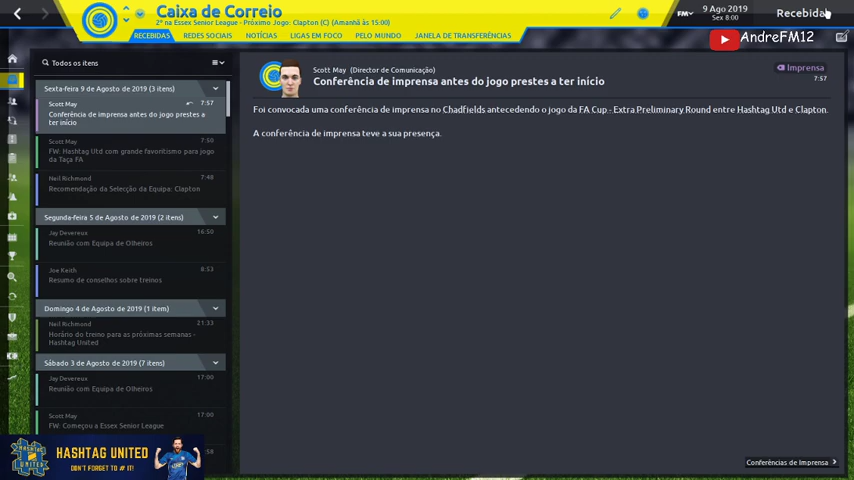 Caixa de Correio
2º na Essex Senior League - Próximo Jogo: Clapton (C) (Amanhã às 15:00)
FM
9 Ago 2019
Sex 8:00
Recebidas
RECEBIDAS
REDES SOCIAIS
NOTÍCIAS
LIGAS EM FOCO
PELO MUNDO
JANELA DE TRANSFERÊNCIAS
AndreFM12
Todos os itens
Sexta-feira 9 de Agosto de 2019 (3 itens)
Scott May
7:57
Conferência de imprensa antes do jogo prestes a
ter início
Scott May
7:50
FW: Hashtag Utd com grande favoritismo para jogo
da Taça FA
Neil Richmond
7:48
Recomendação da Selecção da Equipa: Clapton
Segunda-feira 5 de Agosto de 2019 (2 itens)
Jay Devereux
16:50
Reunião com Equipa de Olheiros
Joe Keith
8:53
Resumo de conselhos sobre treinos
Domingo 4 de Agosto de 2019 (1 item)
Neil Richmond
21:33
Horário do treino para as próximas semanas -
Hashtag United
Sábado 3 de Agosto de 2019 (7 itens)
Jay Devereux
17:00
Reunião com Equipa de Olheiros
Scott May
17:00
FW: Começou a Essex Senior League
:58
HASHTAG UNITED
DON'T FORGET TO # IT!
Scott May (Director de Comunicação)
Conferência de imprensa antes do jogo prestes a ter início
Imprensa
7:57
Foi convocada uma conferência de imprensa no Chadfields antecedendo o jogo da FA Cup - Extra Preliminary Round entre Hashtag Utd e Clapton.
A conferência de imprensa teve a sua presença.
Conferências de Imprensa